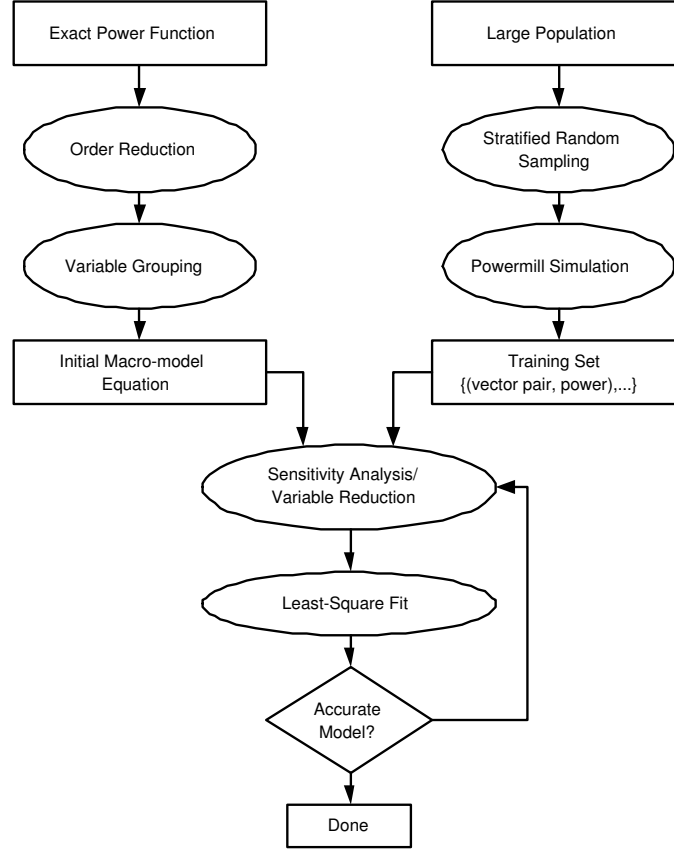 Exact Power Function
Large Population
Order Reduction
Stratified Random
Sampling
Variable Grouping
Powermill Simulation
Initial Macro-model
Equation
Training Set
{(vector pair, power),...}
Sensitivity Analysis/
Variable Reduction
Least-Square Fit
Accurate
Model?
Done